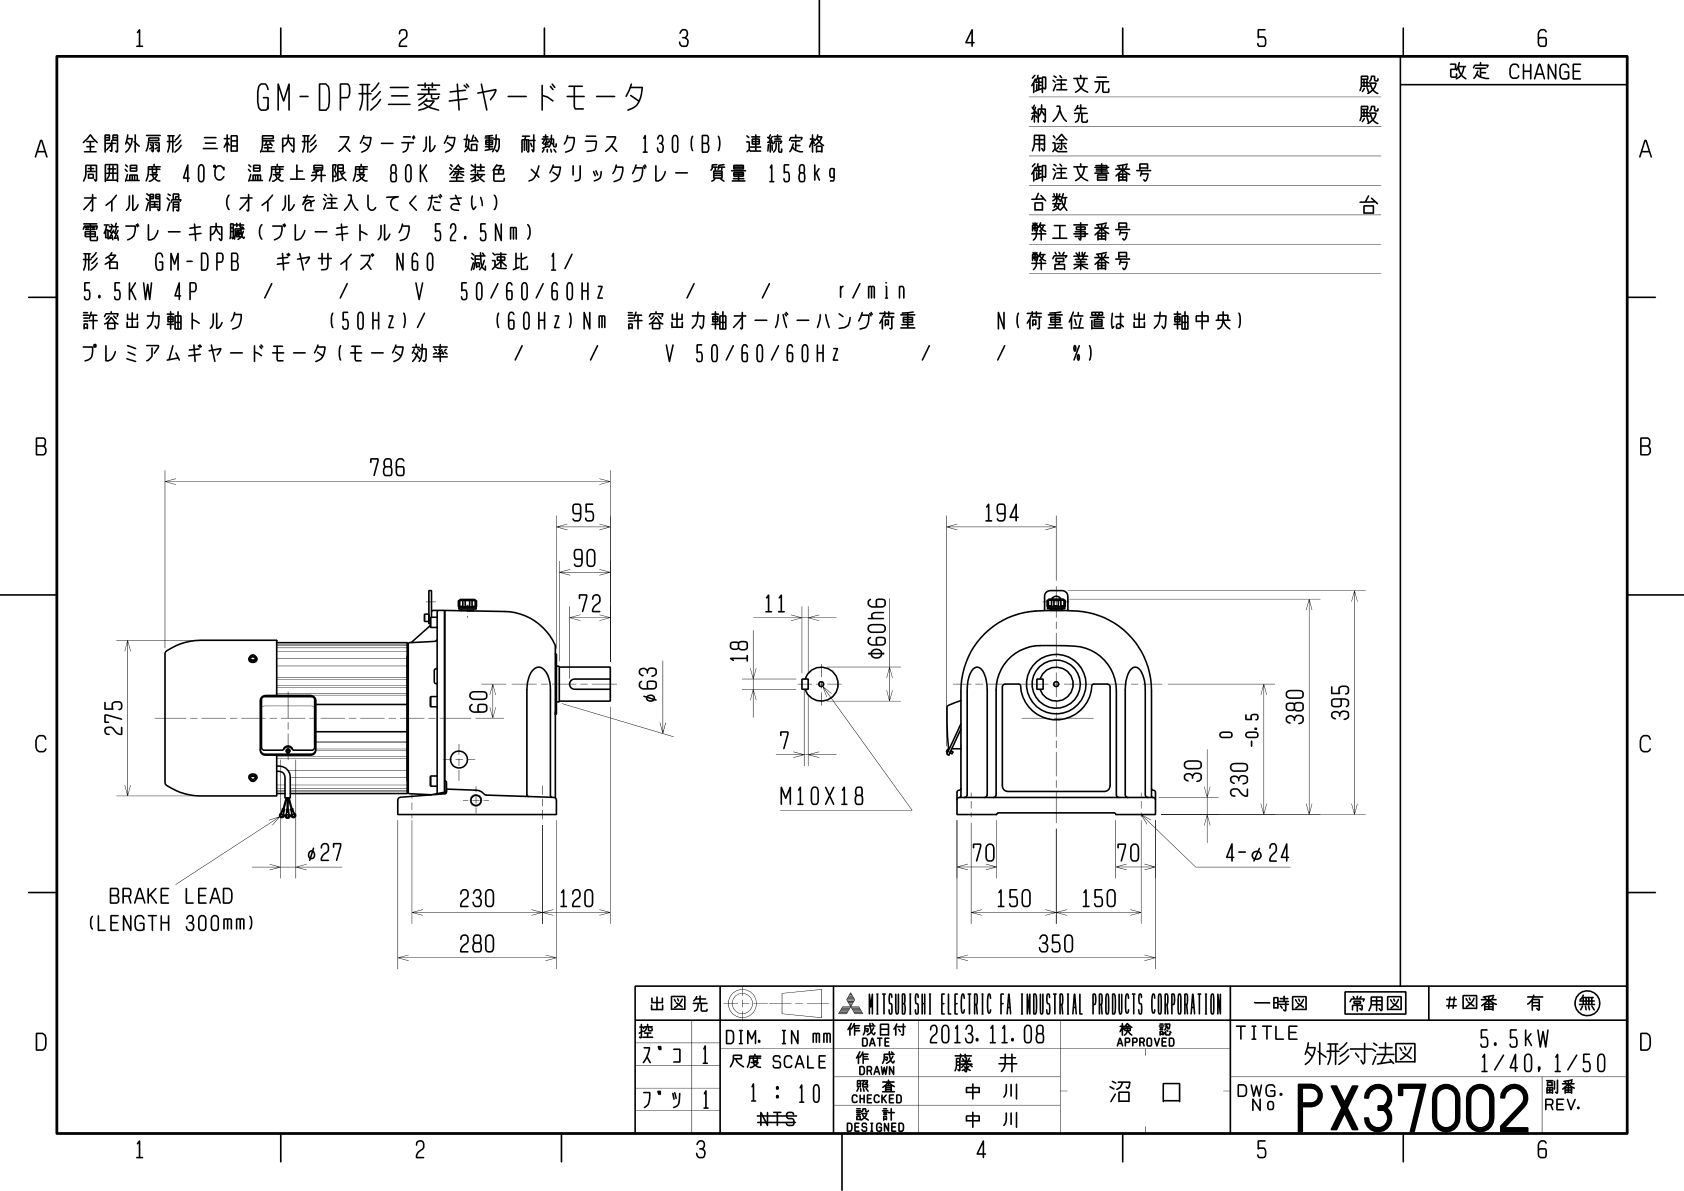 1 2 3 4 5 6
改定 CHANGE
GM-DP形三菱ギヤードモータ
全閉外扇形 三相 屋内形 スターデルタ始動 耐熱クラス 130(B) 連続定格
周囲温度 40℃ 温度上昇限度 80K 塗装色 メタリックグレー 質量 158kg
オイル潤滑 (オイルを注入してください)
電磁ブレーキ内臓(ブレーキトルク 52.5Nm)
形名 GM-DPB ギヤサイズ N60 減速比 1/
5.5KW 4P / / V 50/60/60Hz / / r/min
許容出力軸トルク (50Hz)/ (60Hz)Nm 許容出力軸オーバーハング荷重 N(荷重位置は出力軸中央)
プレミアムギヤードモータ(モータ効率 / / V 50/60/60Hz / / %)
御注文元 殿
納入先 殿
用途
御注文書番号
台数 台
弊工事番号
弊営業番号
A A
B B
C C
D D
786
95
90
72
275
60
ø63
ø27
BRAKE LEAD
(LENGTH 300mm)
230 120
280
11
18
Φ60h6
7
M10X18
194
30
230 0 -0.5
380
395
70 70
4-ø24
150 150
350
出図先
控
ズコ 1
ブツ 1
DIM. IN mm
尺度 SCALE
1 : 10
NTS
MITSUBISHI ELECTRIC FA INDUSTRIAL PRODUCTS CORPORATION
作成日付 DATE 2013.11.08
作成 DRAWN 藤井
照査 CHECKED 中川
設計 DESIGNED 中川
検認 APPROVED
沼口
一時図 常用図 #図番 有 無
TITLE 外形寸法図 5.5kW
1/40,1/50
DWG. No PX37002 副番 REV.
1 2 3 4 5 6